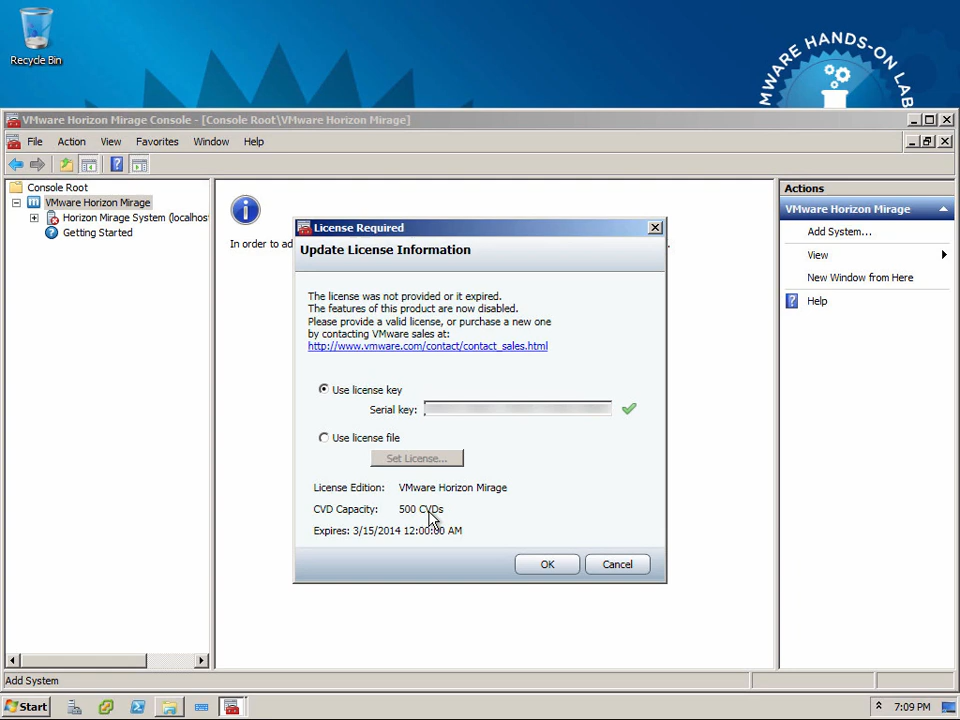 Recycle Bin
MWARE HANDS-ON LAB
VMware Horizon Mirage Console - [Console Root\VMware Horizon Mirage]
File Action View Favorites Window Help
Console Root
VMware Horizon Mirage
Horizon Mirage System (localhos
Getting Started
In order to ad
License Required
Update License Information
The license was not provided or it expired.
The features of this product are now disabled.
Please provide a valid license, or purchase a new one
by contacting VMware sales at:
http://www.vmware.com/contact/contact_sales.html
Use license key
Serial key:
Use license file
Set License...
License Edition: VMware Horizon Mirage
CVD Capacity: 500 CVDs
Expires: 3/15/2014 12:00:00 AM
OK Cancel
Actions
VMware Horizon Mirage
Add System...
View
New Window from Here
Help
Add System
Start
7:09 PM